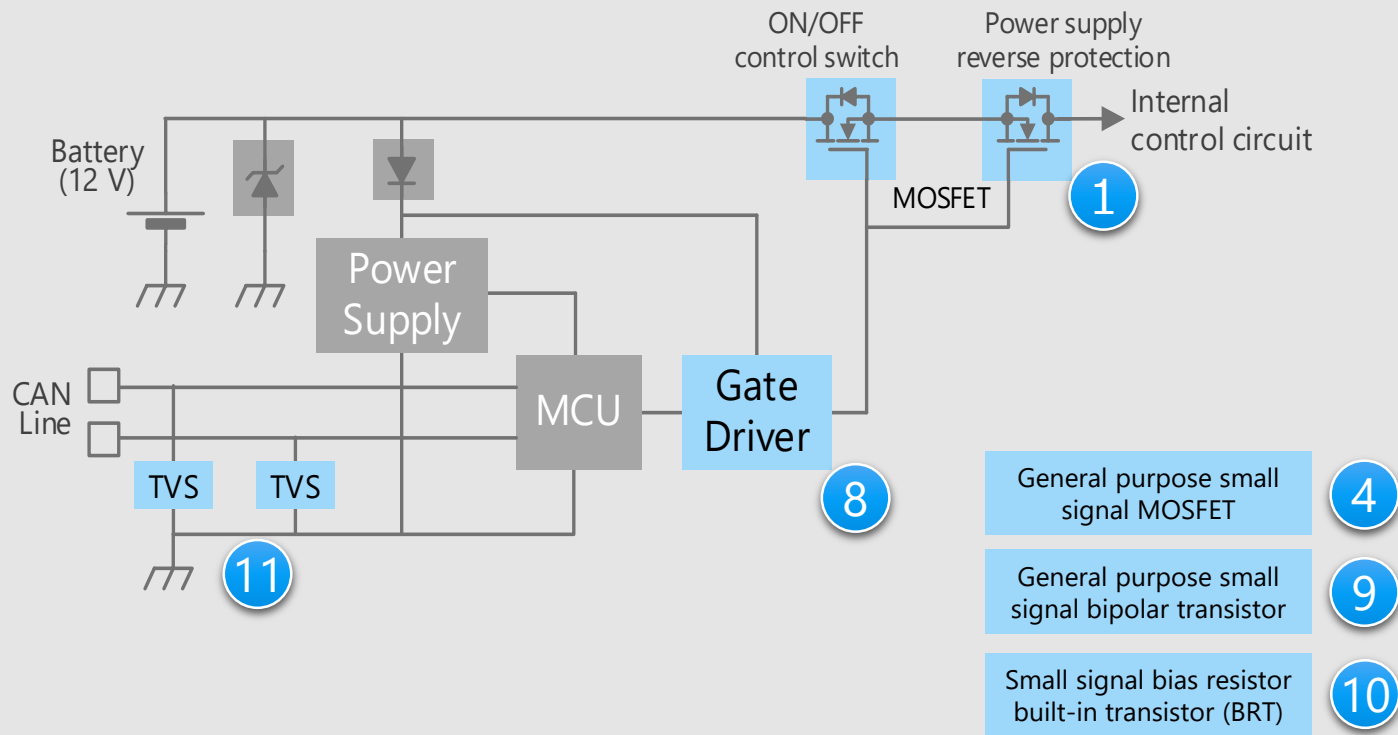 ON/OFF
control switch
Power supply
reverse protection
Internal
control circuit
Battery
(12 V)
MOSFET
1
Power
Supply
CAN
Line
MCU
Gate
Driver
TVS
TVS
8
11
General purpose small
signal MOSFET
4
General purpose small
signal bipolar transistor
9
Small signal bias resistor
built-in transistor (BRT)
10